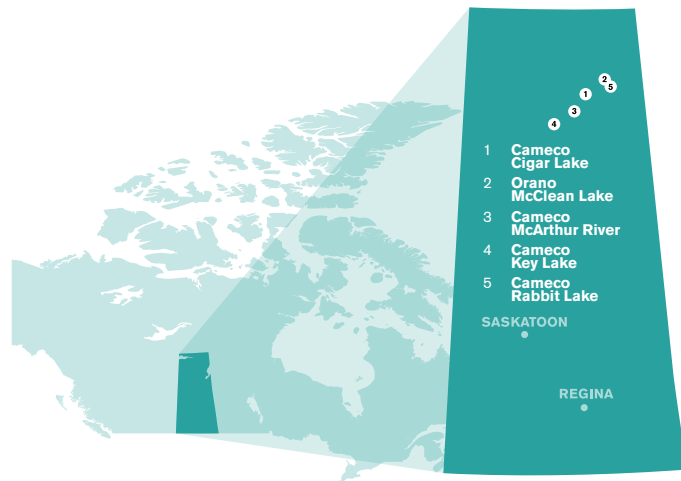 2
5
1
3
4
1 Cameco
Cigar Lake
2 Orano
McClean Lake
3 Cameco
McArthur River
4 Cameco
Key Lake
5 Cameco
Rabbit Lake
SASKATOON
REGINA